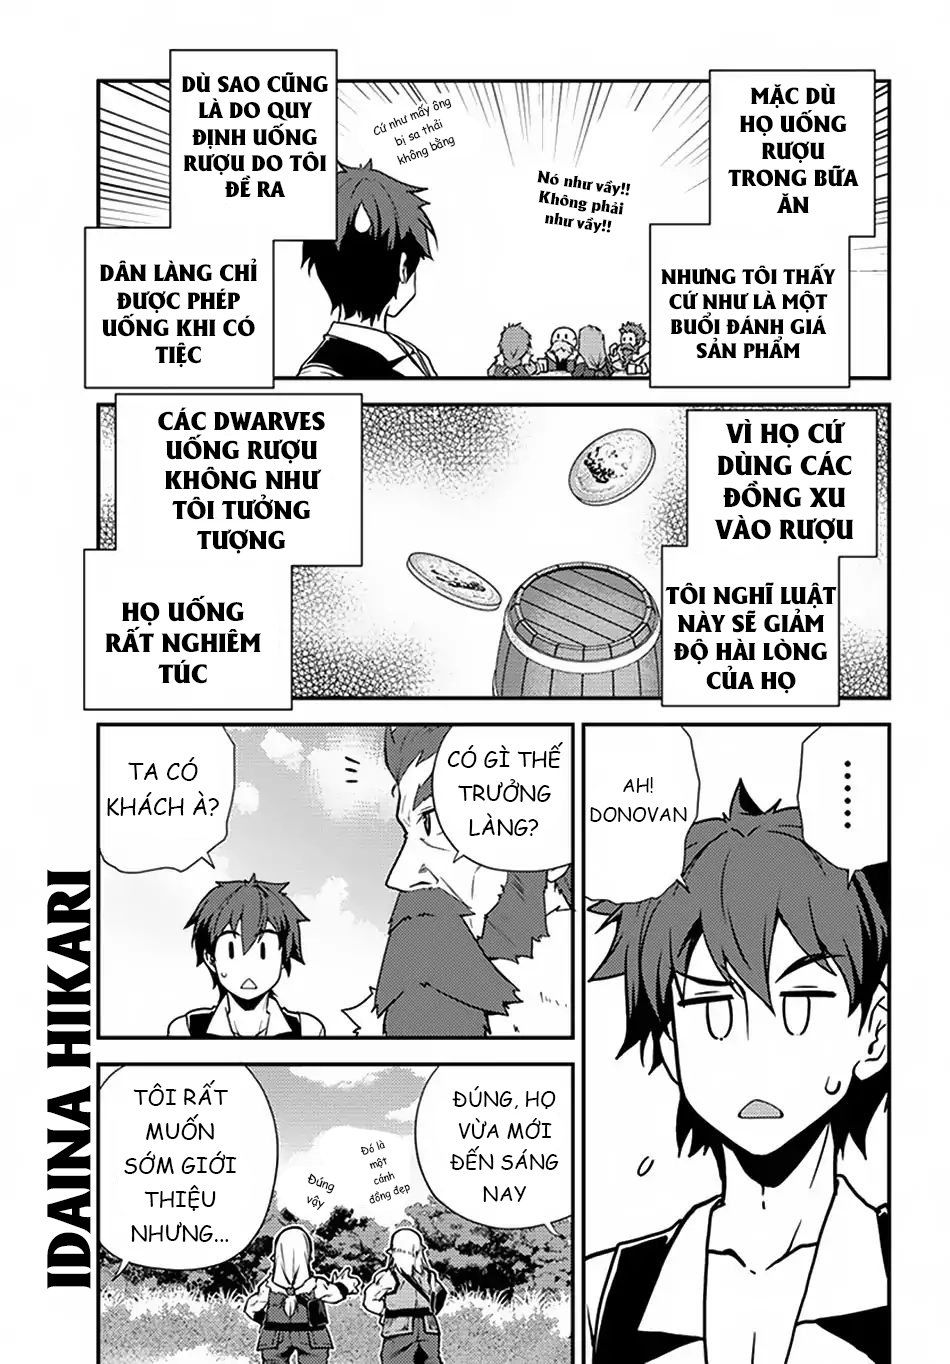 MẶC DÙ
HỌ UỐNG
RƯỢU
TRONG BỮA
ĂN
NHƯNG TÔI THẤY
CỨ NHƯ LÀ MỘT
BUỔI ĐÁNH GIÁ
SẢN PHẨM
Nó như vầy!!
Không phải
như vầy!!
Cứ như mấy ông
bị sa thải
không bằng
DÙ SAO CŨNG
LÀ DO QUY
ĐỊNH UỐNG
RƯỢU DO TÔI
ĐỀ RA
DÂN LÀNG CHỈ
ĐƯỢC PHÉP
UỐNG KHI CÓ
TIỆC
VÌ HỌ CỨ
DÙNG CÁC
ĐỒNG XU
VÀO RƯỢU
TÔI NGHĨ LUẬT
NÀY SẼ GIẢM
ĐỘ HÀI LÒNG
CỦA HỌ
CÁC DWARVES
UỐNG RƯỢU
KHÔNG NHƯ
TÔI TƯỞNG
TƯỢNG
HỌ UỐNG
RẤT NGHIÊM
TÚC
......
AH!
DONOVAN
CÓ GÌ THẾ
TRƯỞNG
LÀNG?
TA CÓ
KHÁCH À?
ĐÚNG, HỌ
VỪA MỚI
ĐẾN SÁNG
NAY
Đó là
một
cánh
đồng đẹp
Đúng
vậy
TÔI RẤT
MUỐN
SỚM GIỚI
THIỆU
NHƯNG...
IDAINA HIKARI